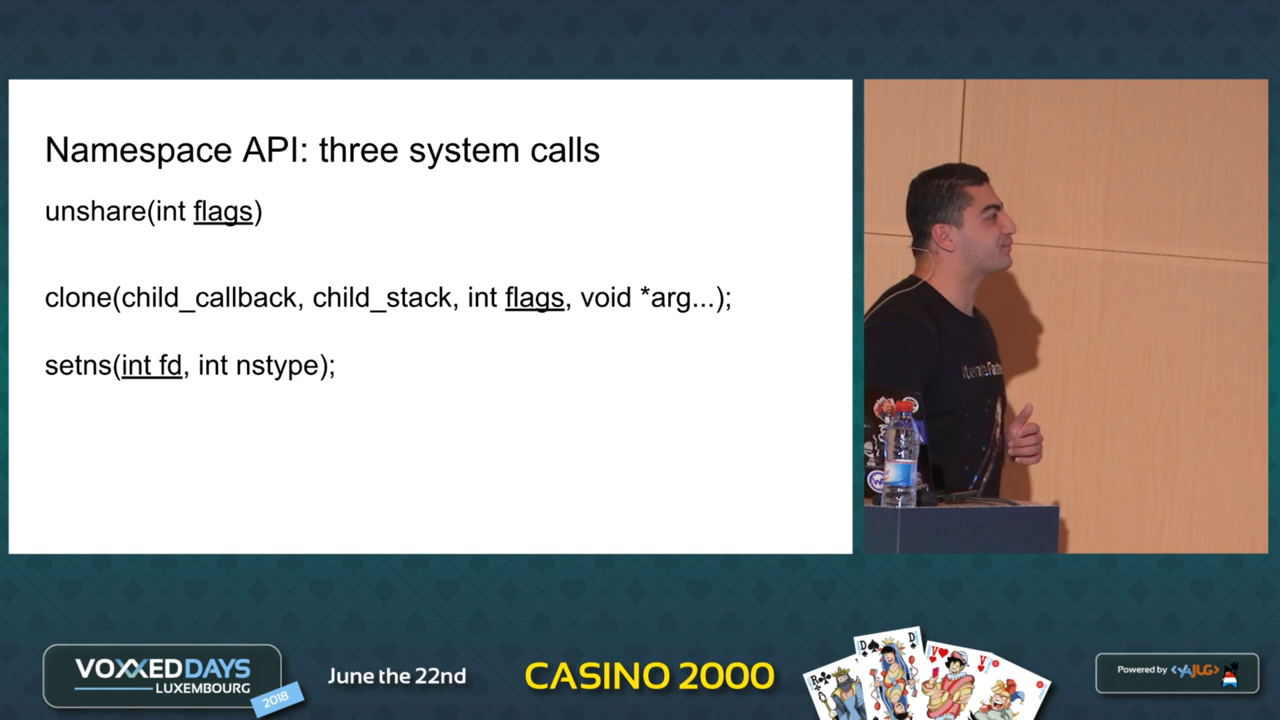 Namespace API: three system calls
unshare(int flags)
clone(child_callback, child_stack, int flags, void *arg...);
setns(int fd, int nstype);
VOXXEDDAYS
LUXEMBOURG
2018
June the 22nd
CASINO 2000
Powered by <YAJUG>